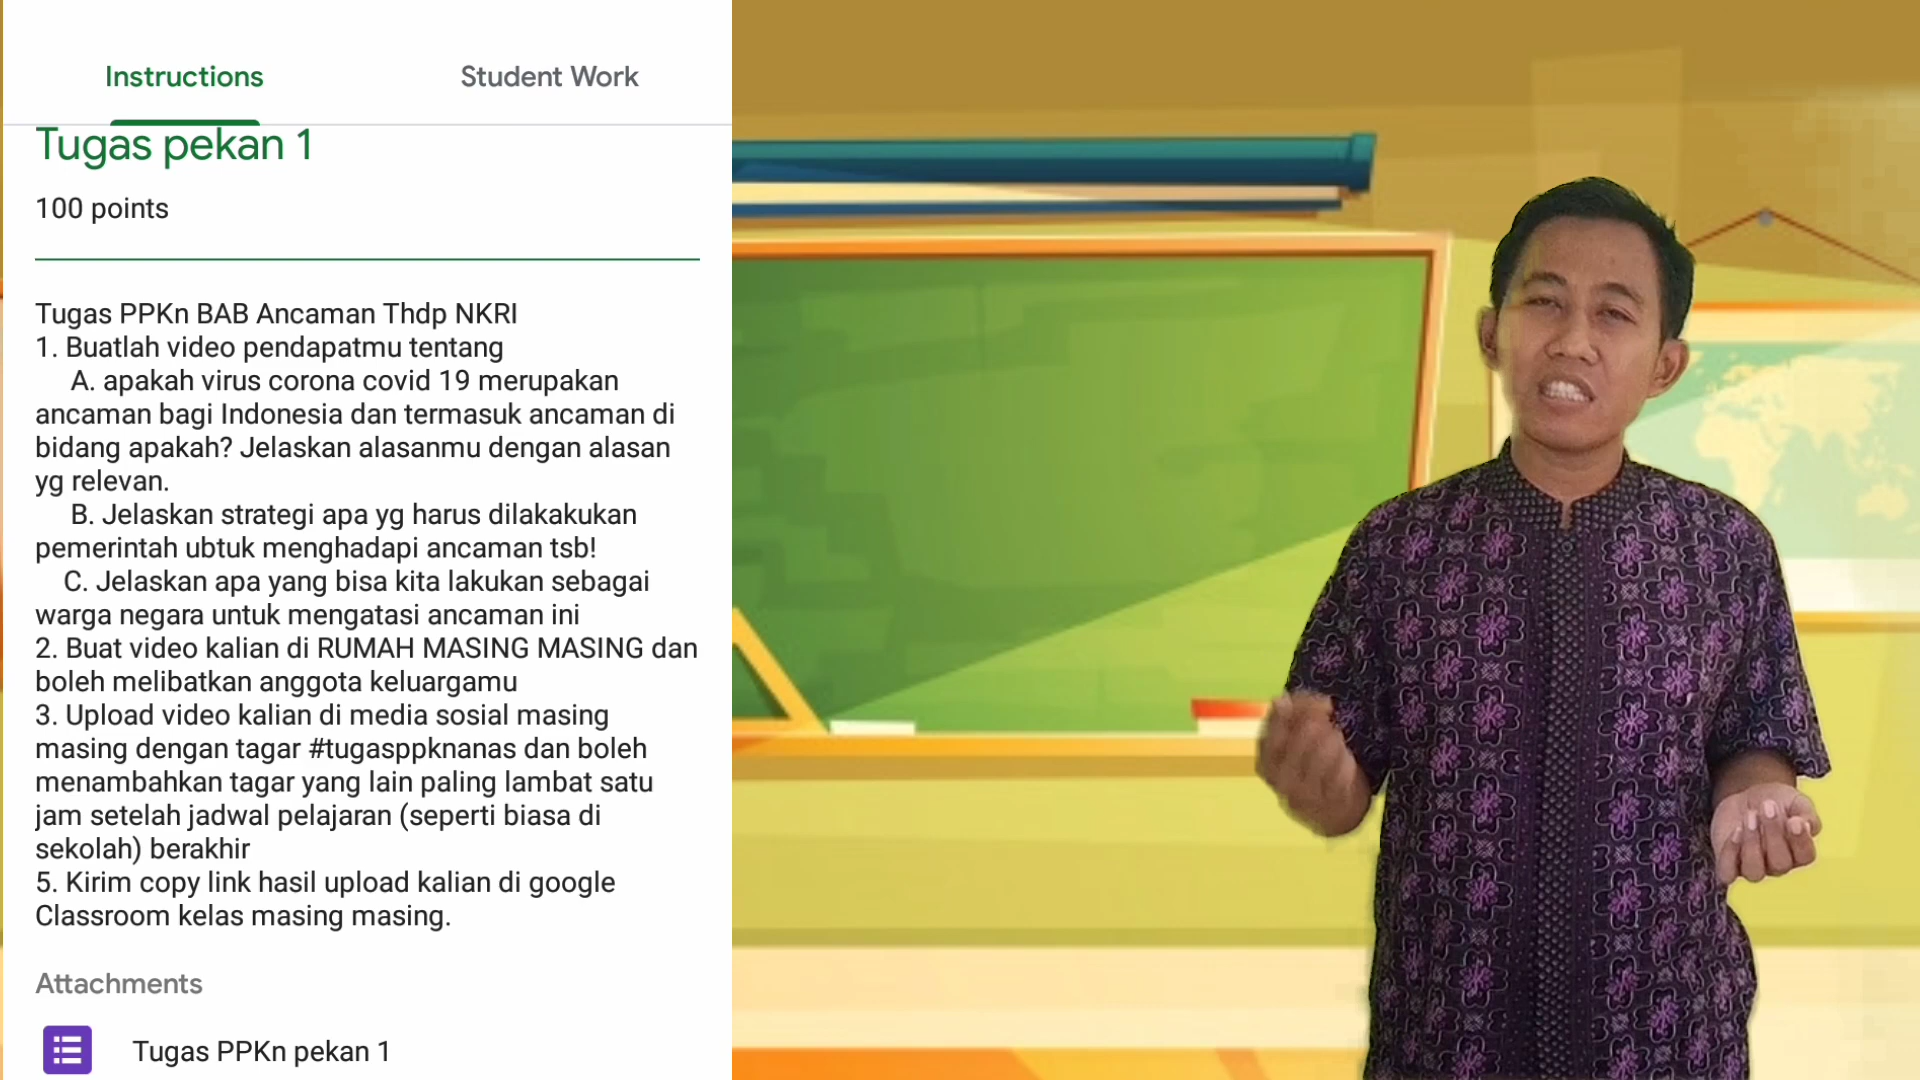 Instructions
Student Work
Tugas pekan 1
100 points
Tugas PPKn BAB Ancaman Thdp NKRI
1. Buatlah video pendapatmu tentang
A. apakah virus corona covid 19 merupakan
ancaman bagi Indonesia dan termasuk ancaman di
bidang apakah? Jelaskan alasanmu dengan alasan
yg relevan.
B. Jelaskan strategi apa yg harus dilakakukan
pemerintah ubtuk menghadapi ancaman tsb!
C. Jelaskan apa yang bisa kita lakukan sebagai
warga negara untuk mengatasi ancaman ini
2. Buat video kalian di RUMAH MASING MASING dan
boleh melibatkan anggota keluargamu
3. Upload video kalian di media sosial masing
masing dengan tagar #tugasppknanas dan boleh
menambahkan tagar yang lain paling lambat satu
jam setelah jadwal pelajaran (seperti biasa di
sekolah) berakhir
5. Kirim copy link hasil upload kalian di google
Classroom kelas masing masing.
Attachments
Tugas PPKn pekan 1